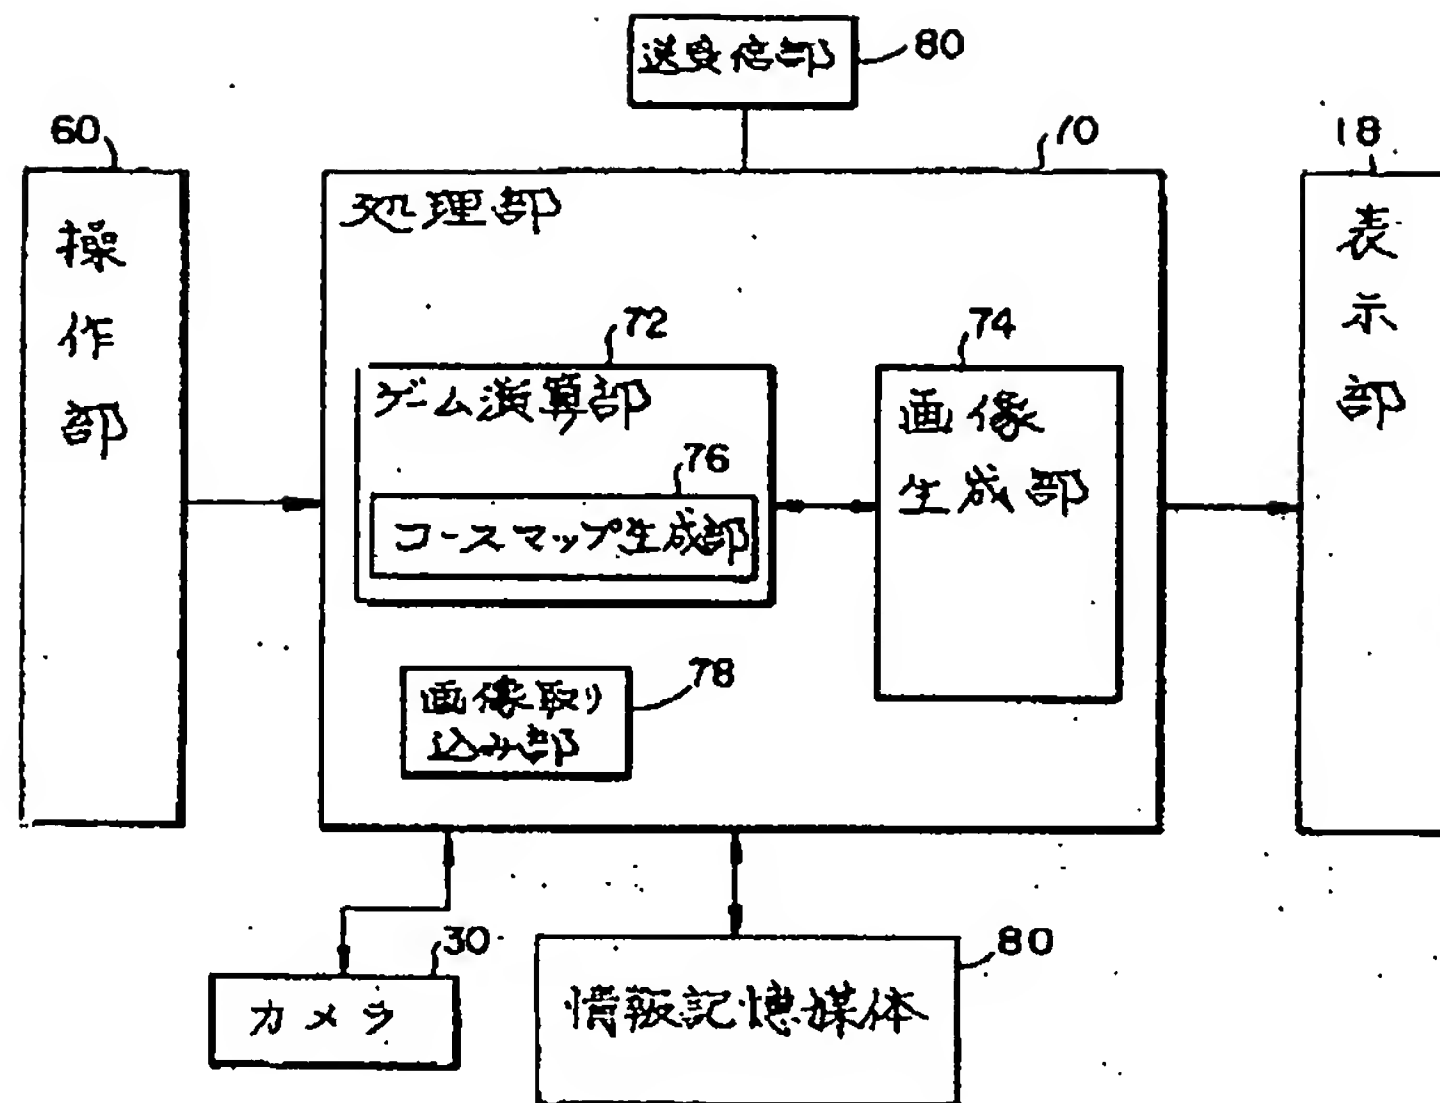 送受信部
80
60
70
18
操作部
処理部
表示部
72
74
ゲーム演算部
画像
生成部
76
コースマップ生成部
78
画像取り
込み部
30
80
カメラ
情報記憶媒体